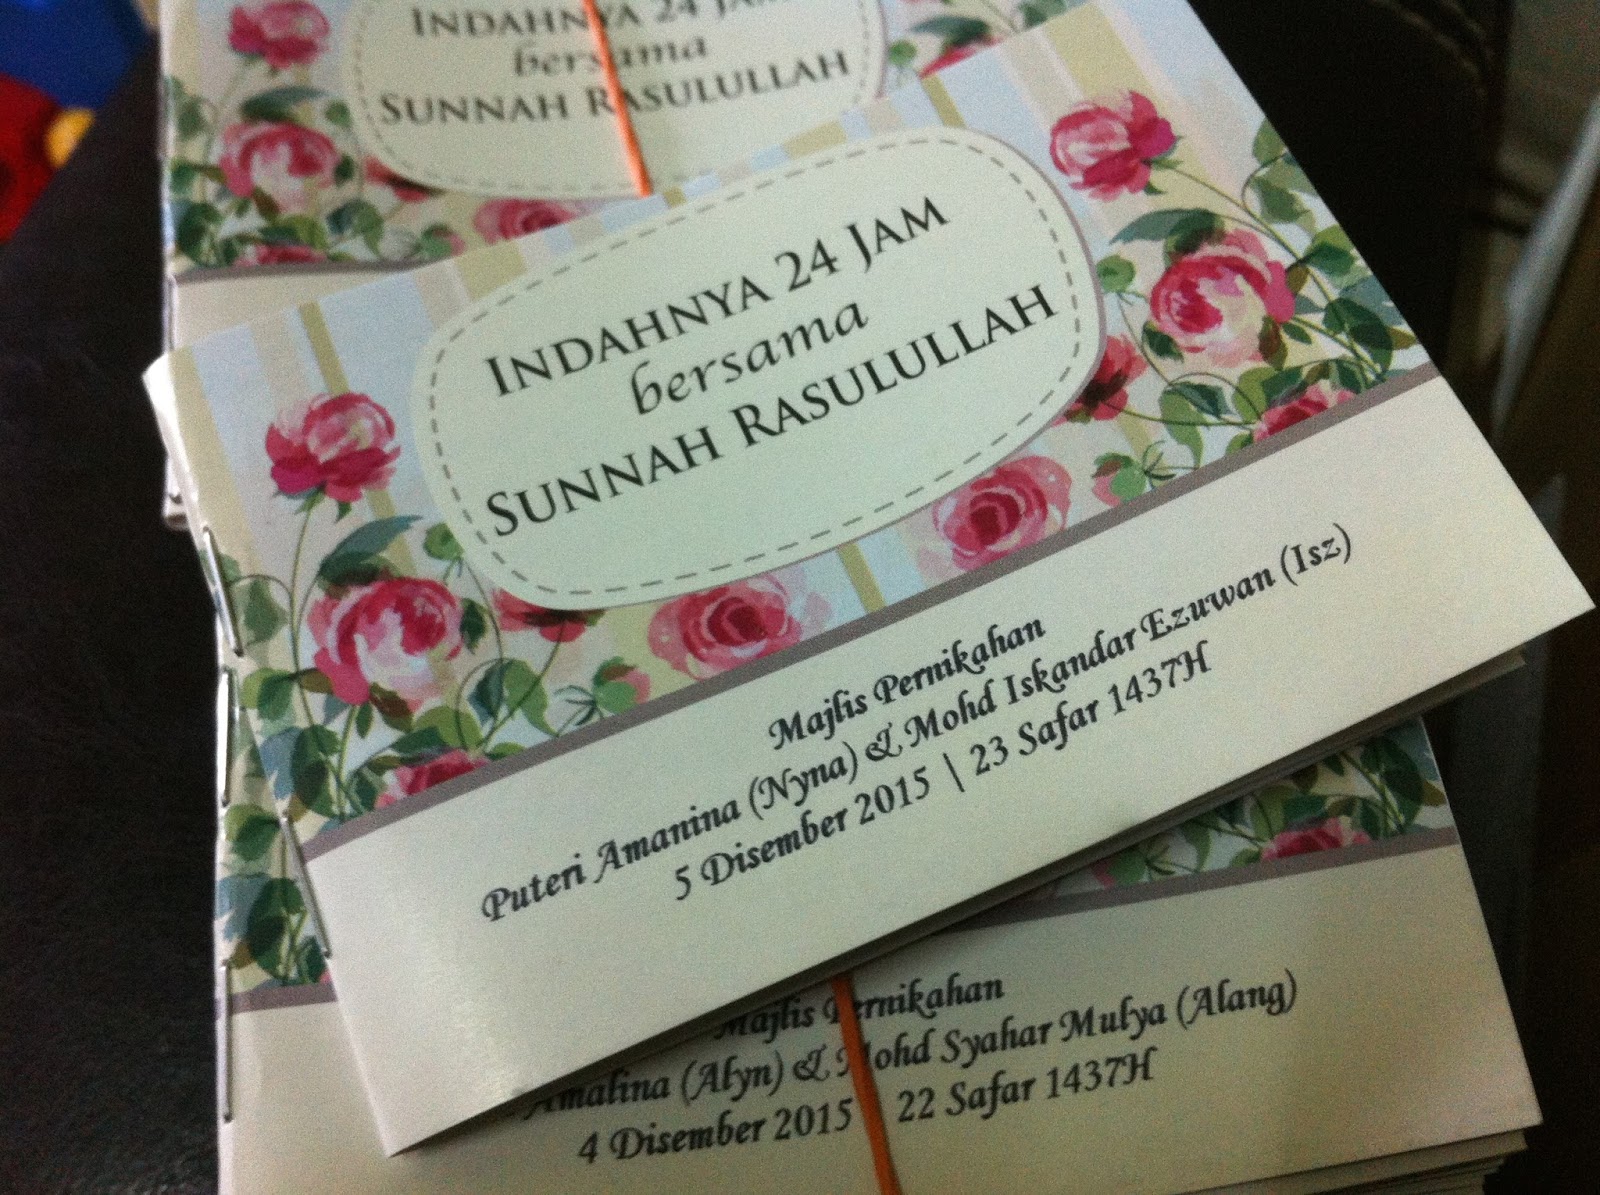 INDAHNYA 24 JAM
bersama
SUNNAH RASULULLAH
INDAHNYA 24 JAM
bersama
SUNNAH RASULULLAH
Majlis Pernikahan
Puteri Amanina (Nyna) & Mohd Iskandar Ezuwan (Isz)
5 Disember 2015 | 23 Safar 1437H
Majlis Pernikahan
Amalina (Alyn) & Mohd Syahar Mulya (Alang)
4 Disember 2015 22 Safar 1437H